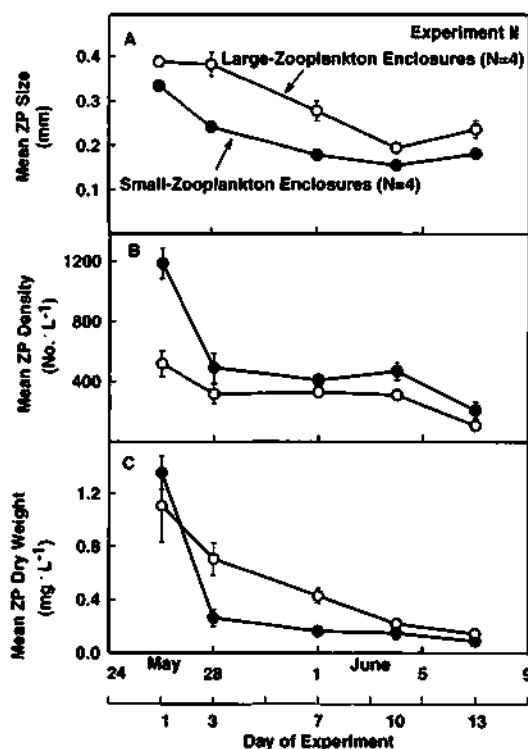 A
Experiment II
Large-Zooplankton Enclosures (N=4)
Small-Zooplankton Enclosures (N=4)
Mean ZP Size
(mm)
0.4
0.3
0.2
0.1
B
Mean ZP Density
(No. · L-1)
1200
800
400
C
Mean ZP Dry Weight
(mg · L-1)
1.2
0.8
0.4
0.0
May June
24 28 1 5 9
1 3 7 10 13
Day of Experiment